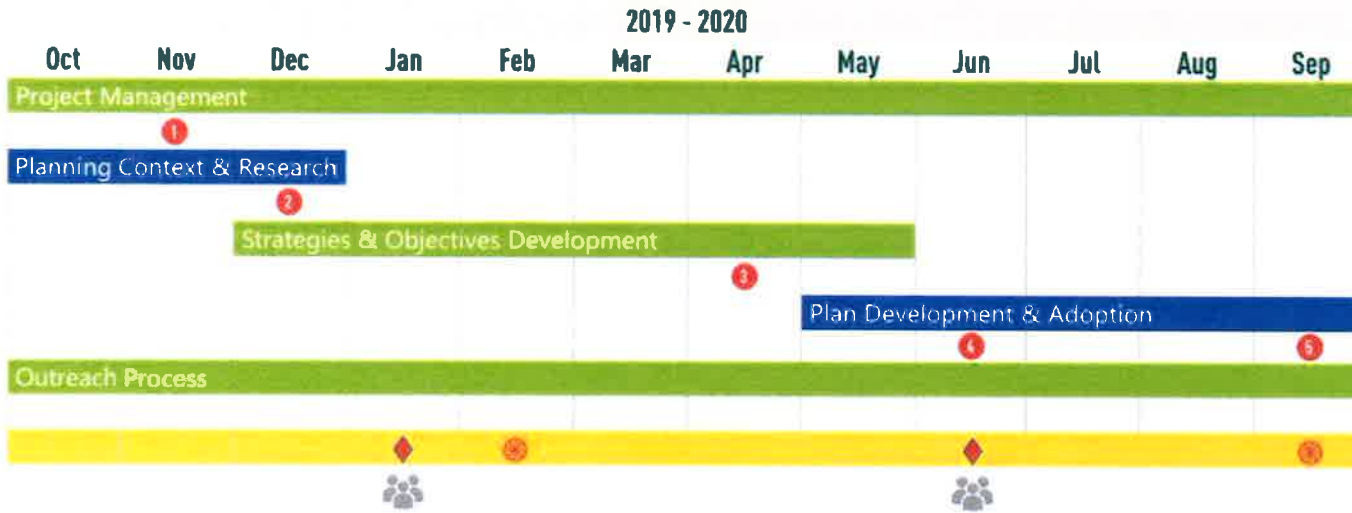 2019 - 2020
Oct Nov Dec Jan Feb Mar Apr May Jun Jul Aug Sep
Project Management
1
Planning Context & Research
2
Strategies & Objectives Development
3
Plan Development & Adoption
4 5
Outreach Process